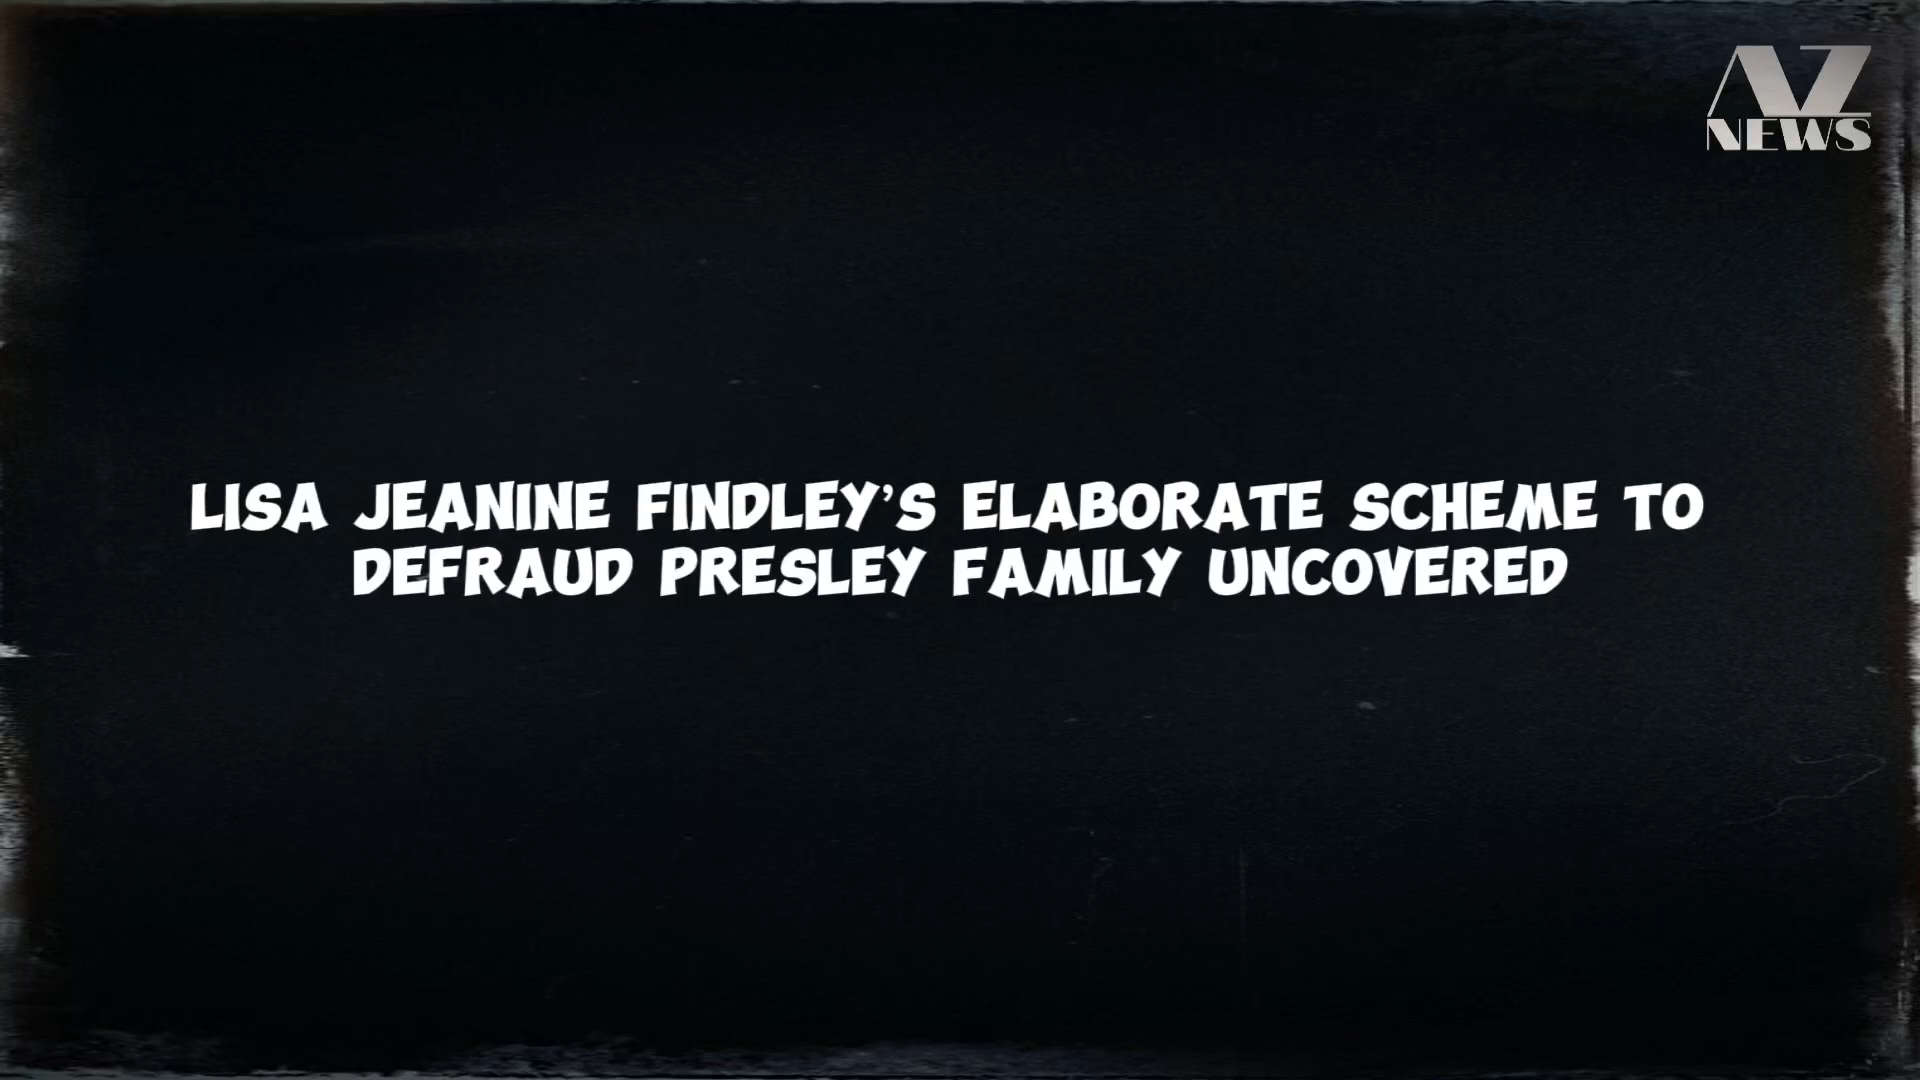 AZ
NEWS
LISA JEANINE FINDLEY'S ELABORATE SCHEME TO
DEFRAUD PRESLEY FAMILY UNCOVERED